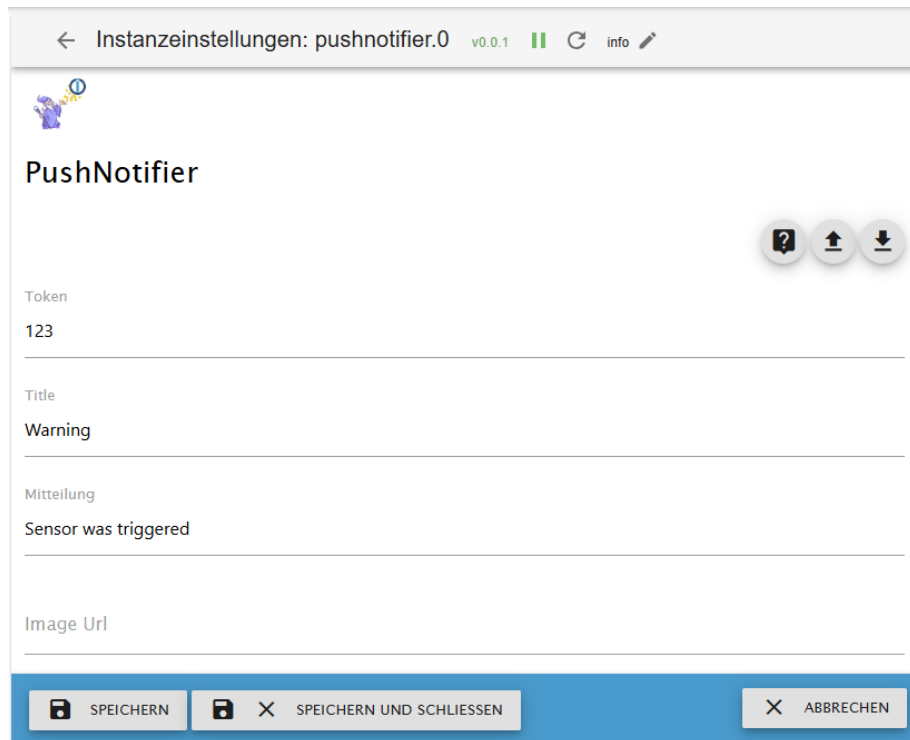 Instanzeinstellungen: pushnotifier.0 v0.0.1 info
PushNotifier
Token
123
Title
Warning
Mitteilung
Sensor was triggered
Image Url
SPEICHERN SPEICHERN UND SCHLIESSEN ABBRECHEN